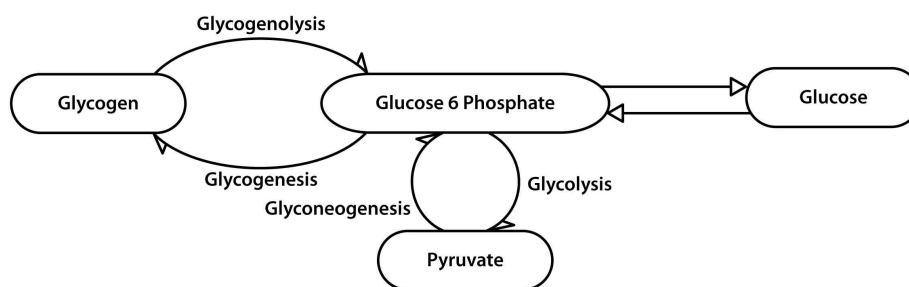 Glycogenolysis
Glycogen
Glucose 6 Phosphate
Glucose
Glycogenesis
Glyconeogenesis
Glycolysis
Pyruvate